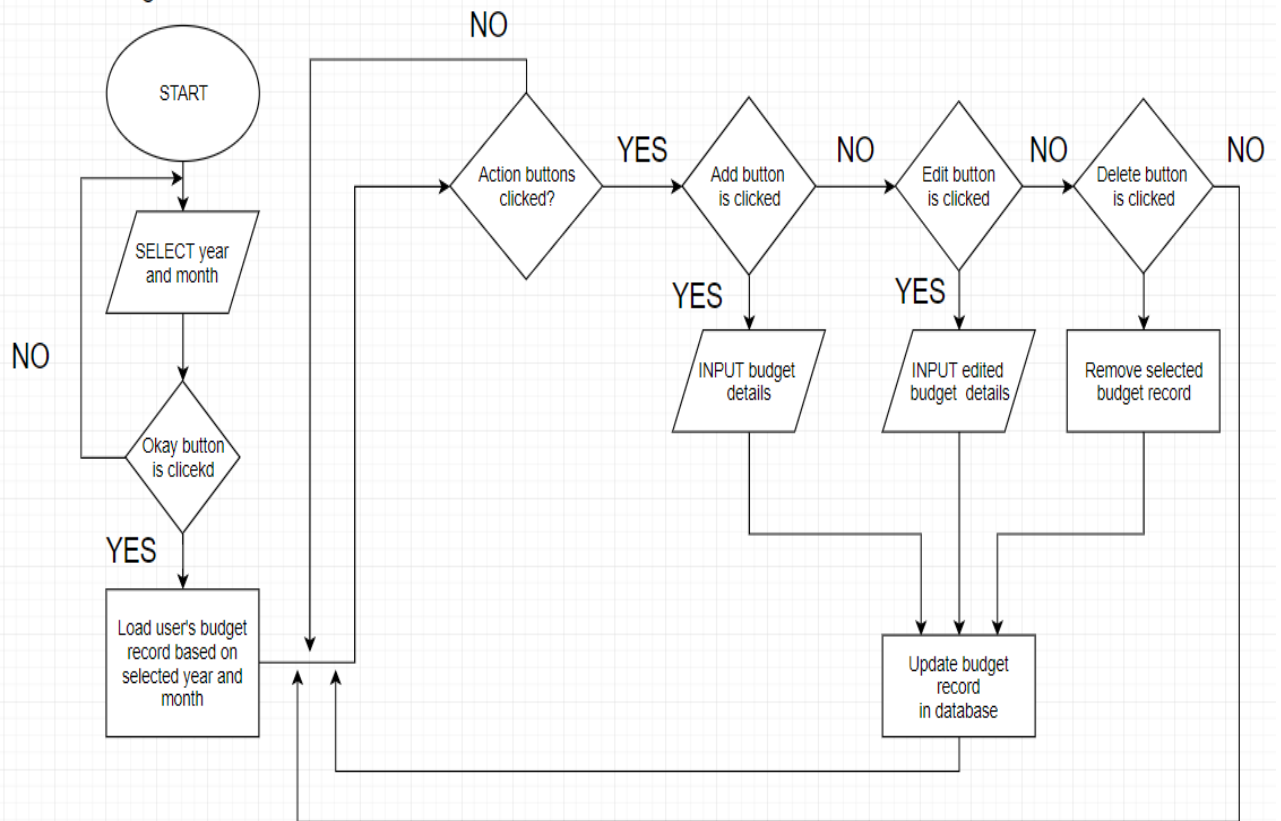 NO
START
Action buttons
clicked?
YES
Add button
is clicked
NO
Edit button
is clicked
NO
Delete button
is clicked
NO
SELECT year
and month
YES
YES
NO
INPUT budget
details
INPUT edited
budget details
Remove selected
budget record
Okay button
is clicekd
YES
Load user's budget
record based on
selected year and
month
Update budget
record
in database